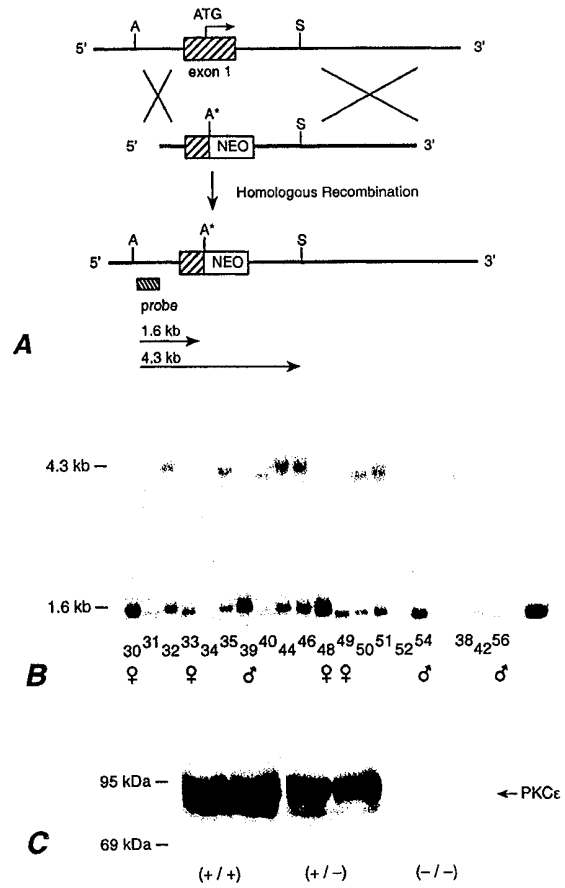 ATG
A S
5' 3'
exon 1
A* S
5' NEO 3'
Homologous Recombination
A A* S
5' NEO 3'
probe
1.6 kb
4.3 kb
A
4.3 kb
1.6 kb
30 31 32 33 34 35 39 40 44 46 48 49 50 51 52 54 38 42 56
B ♀ ♀ ♂ ♀ ♀ ♂ ♂
95 kDa ← PKCε
69 kDa
C
(+/+) (+/−) (−/−)